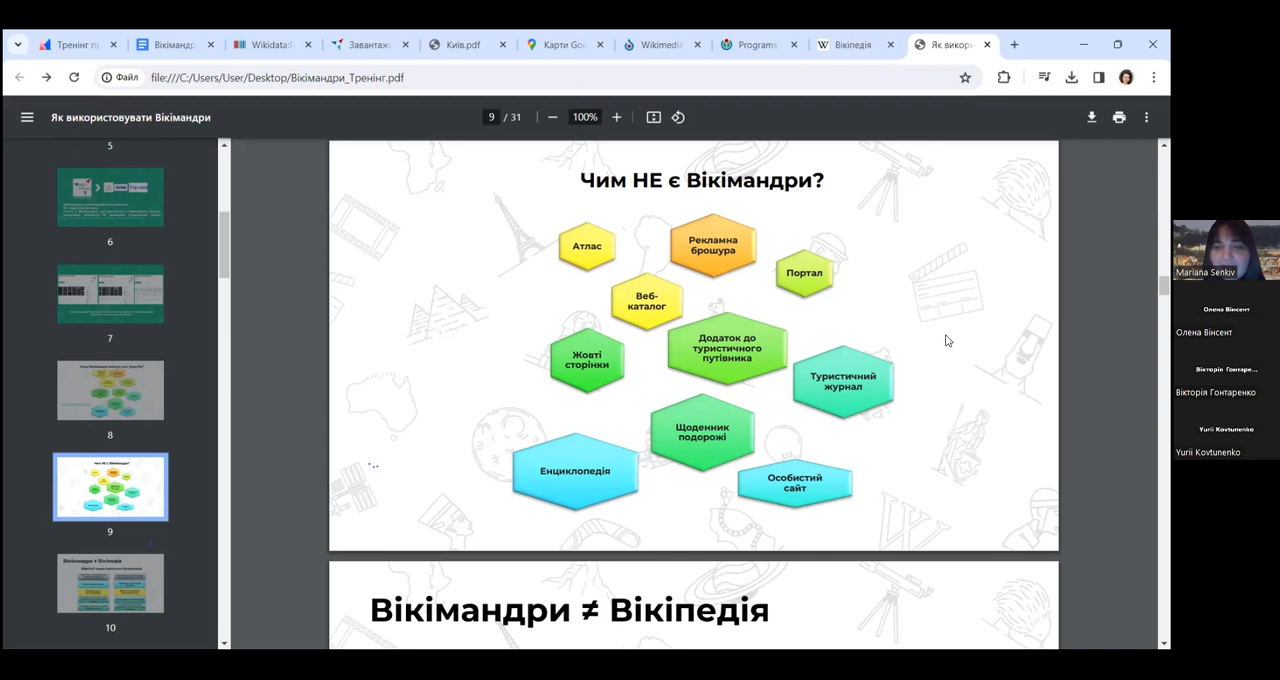 Тренінг п
Вікіманд
Wikidata:
Завантаж
Київ.pdf
Карти Goo
Wikimedi
Programs
Вікіпедія
Як викор
Файл
file:///C:/Users/User/Desktop/Вікімандри_Тренінг.pdf
Як використовувати Вікімандри
9 / 31
100%
5
6
7
8
9
10
Чим НЕ є Вікімандри?
Атлас
Рекламна
брошура
Портал
Веб-
каталог
Додаток до
туристичного
путівника
Жовті
сторінки
Туристичний
журнал
Щоденник
подорожі
Енциклопедія
Особистий
сайт
Вікімандри ≠ Вікіпедія
Mariana Senkiv
Олена Вінсент
Олена Вінсент
Вікторія Гонтаре...
Вікторія Гонтаренко
Yurii Kovtunenko
Yurii Kovtunenko